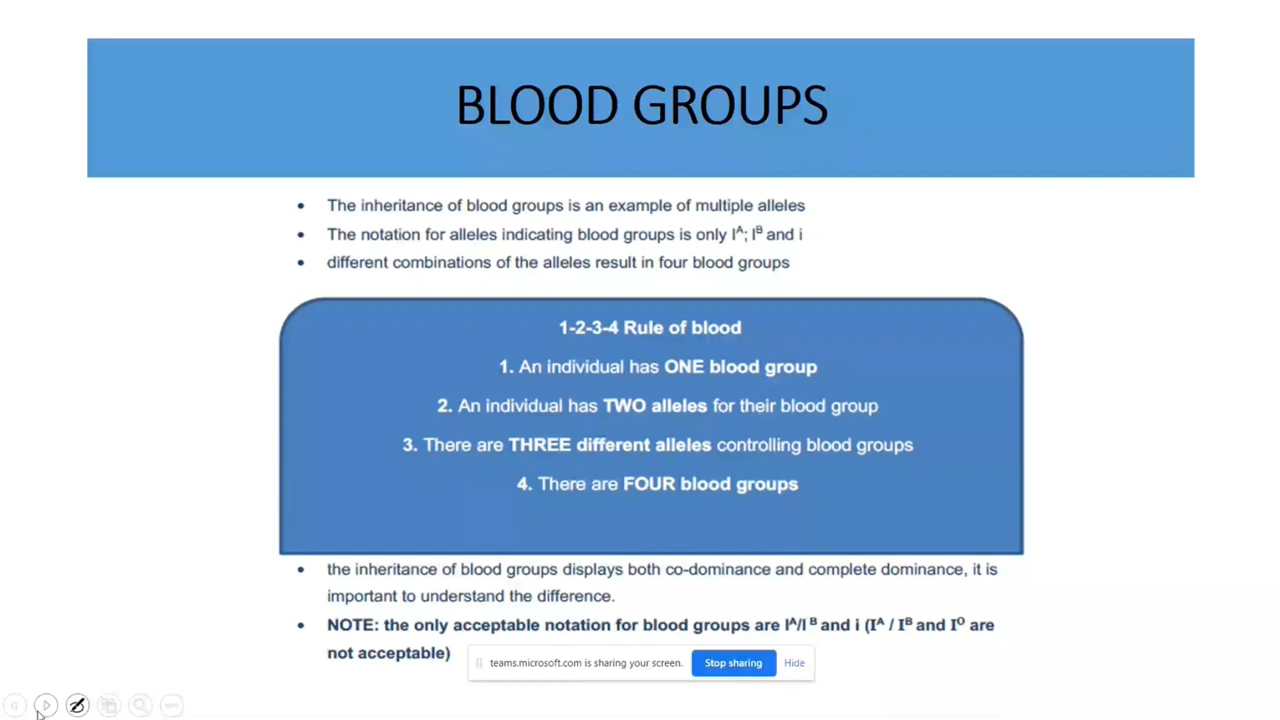 BLOOD GROUPS
• The inheritance of blood groups is an example of multiple alleles
• The notation for alleles indicating blood groups is only Iᴬ; Iᴮ and i
• different combinations of the alleles result in four blood groups
1-2-3-4 Rule of blood
1. An individual has ONE blood group
2. An individual has TWO alleles for their blood group
3. There are THREE different alleles controlling blood groups
4. There are FOUR blood groups
• the inheritance of blood groups displays both co-dominance and complete dominance, it is
important to understand the difference.
• NOTE: the only acceptable notation for blood groups are Iᴬ/I ᴮ and i (Iᴬ / Iᴮ and Iᴼ are
not acceptable)
teams.microsoft.com is sharing your screen. Stop sharing Hide